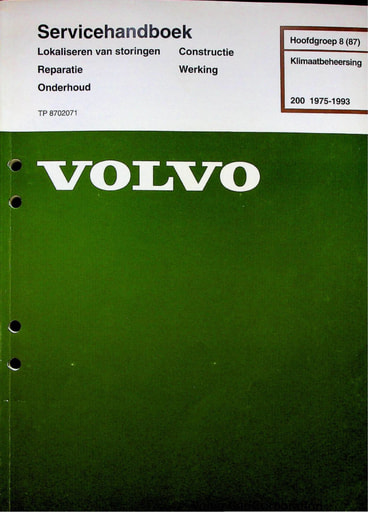 Servicehandboek
Lokaliseren van storingen Constructie
Reparatie Werking
Onderhoud
TP 8702071
Hoofdgroep 8 (87)
Klimaatbeheersing
200 1975-1993
VOLVO